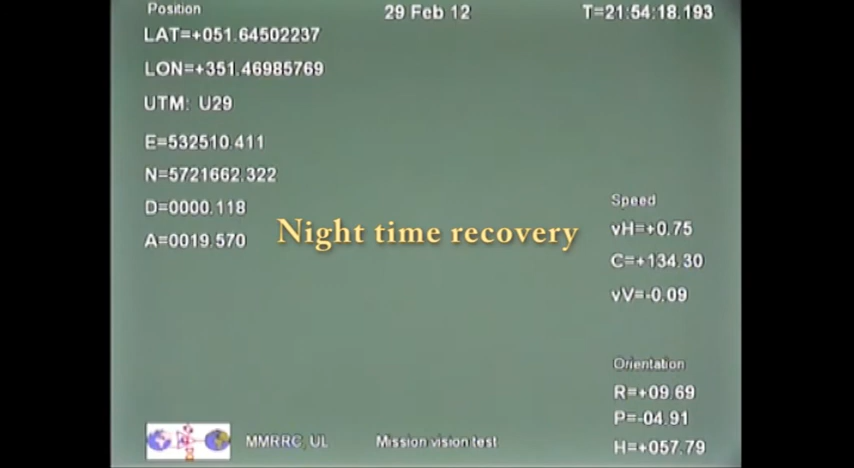 Position
29 Feb 12
T=21:54:18.193
LAT=+051.64502237
LON=+351.46985769
UTM: U29
E=532510.411
N=5721662.322
D=0000.118
A=0019.570
Night time recovery
Speed
vH=+0.75
C=+134.30
vV=-0.09
Orientation
R=+09.69
P=-04.91
H=+057.79
MMRRC, UL
Mission vision test